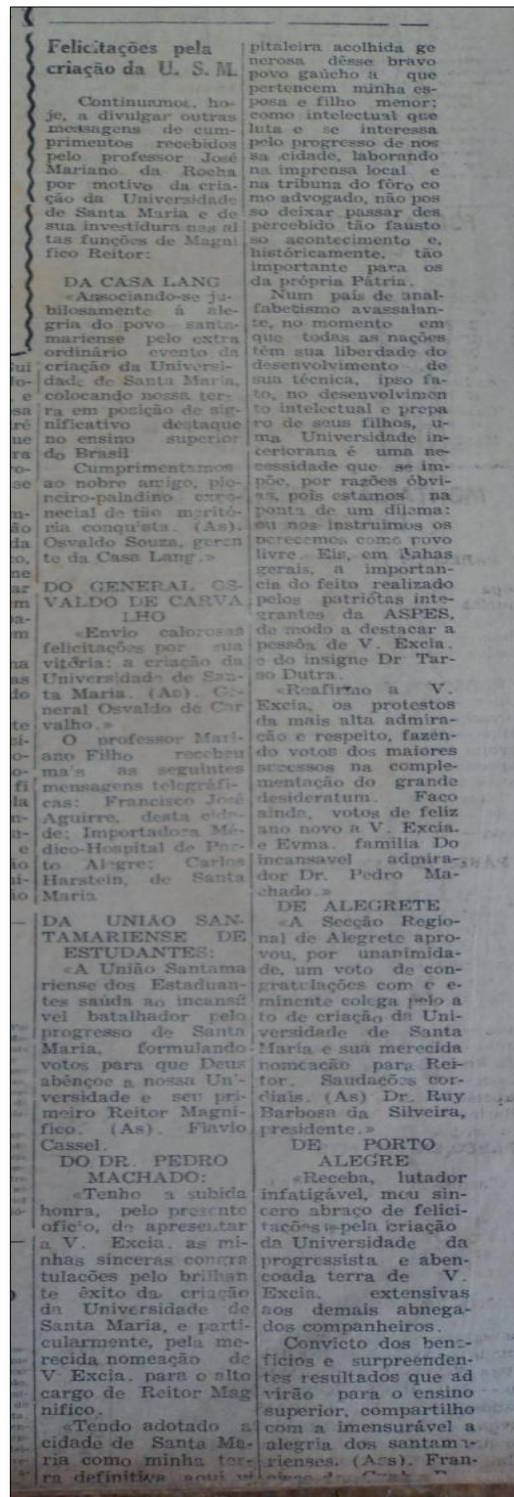 Felicitações pela
criação da U. S. M.
Continuamos, ho-
je, a divulgar outras
mensagens de cum-
primentos recebidos
pelo professor José
Mariano da Rocha
por motivo da cria-
ção da Universidade
de Santa Maria e de
sua investidura nas al
tas funções de Magni
fico Reitor:
DA CASA LANG
«Associando-se ju-
bilosamente á ale-
gria do povo santa-
mariense pelo extra
ordinário evento da
criação da Universi-
dade de Santa Maria,
colocando nossa ter-
ra em posição de sig-
nificativo destaque
no ensino superior
do Brasil
Cumprimentamos
ao nobre amigo, pio-
neiro-paladino
de tão meritó-
ria conquista. (As).
Osvaldo Souza, geren
te da Casa Lang.»
DO GENERAL OS-
VALDO DE CARVA
LHO
«Envio calorosas
felicitações por sua
vitória: a criação da
Universidade de San-
ta Maria. (As). Ge-
neral Osvaldo de Car
valho.»
O professor Mari-
ano Filho recebeu
ma's as seguintes
mensagens telegráfi-
cas: Francisco José
Aguirre, desta cida-
de; Importadora Mé-
dico-Hospital de Por-
to Alegre; Carlos
Harstein, de Santa
Maria
DA UNIÃO SAN-
TAMARIENSE DE
ESTUDANTES:
«A União Santama
riense dos Estaduan-
tes saúda ao incansá
vel batalhador pelo
progresso de Santa
Maria, formulando
votos para que Deus
abênçoe a nossa Un'-
versidade e seu pri-
meiro Reitor Magní-
fico. (As). Flavio
Cassel.
DO DR. PEDRO
MACHADO:
«Tenho a subida
honra, pelo presente
ofic'o, de apresentar
a V. Excia. as mi-
nhas sinceras congra
tulacões pelo brilhan
te êxito da criação
da Universidade de
Santa Maria, e parti-
cularmente, pela me-
recida nomeação de
V Excia. para o alto
cargo de Reitor Mag
nifico.
«Tendo adotado a
cidade de Santa Ma-
ria como minha ter-
ra definitiva aqui
pitaleira acolhida ge
nerosa dêsse bravo
povo gaúcho a que
pertencem minha es-
posa e filho menor;
como intelectual que
luta e se interessa
pelo progresso de nos
sa cidade, laborando
na imprensa local e
na tribuna do fôro co
mo advogado, não pos
so deixar passar des
percebido tão fausto
so acontecimento e,
históricamente, tão
importante para os
da própria Pátria.
Num país de anal-
fabetismo avassalan-
te, no momento em
que todas as nações
têm sua liberdade do
desenvolvimento de
sua técnica, ipso fa-
to, no desenvolvimen
to intelectual e prepa
ro de seus filhos, u-
ma Universidade in-
teriorana é uma ne-
cessidade que se im-
põe, por razões óbvi-
as, pois estamos na
ponta de um dilema:
ou nos instruimos os
perecemos como povo
livre. Eis, em
gerais, a importan-
cia do feito realizado
pelos patriótas inte-
grantes da ASPES,
de modo a destacar a
pessôa de V. Excia.
e do insigne Dr Tar-
so Dutra.
«Reafirmo a V.
Excia, os protestos
da mais alta admira-
ção e respeito, fazen-
do votos dos maiores
sucessos na comple-
mentação do grande
desideratum. Faco
ainda, votos de feliz
ano novo a V. Excia.
e Evma. familia Do
incansavel admira-
dor Dr. Pedro Ma-
chado.»
DE ALEGRETE
«A Secção Regio-
nal de Alegrete apro-
vou, por unanimida-
de, um voto de con-
gratulações com o e-
minente colega pelo a
to de criação da Uni-
versidade de Santa
Maria e sua merecida
nomeação para Rei-
tor. Saudações cor-
diais. (As) Dr. Ruy
Barbosa da Silveira,
presidente.»
DE PORTO
ALEGRE
«Receba, lutador
infatigável, meu sin-
cero abraço de felici-
tações pela criação
da Universidade da
progressista e aben-
coada terra de V.
Excia. extensivas
aos demais abnega-
dos companheiros.
Convicto dos bene-
fícios e surpreenden-
tes resultados que ad
virão para o ensino
superior, compartilho
com a imensurável a
alegria dos santama-
rienses. (Ass). Fran-